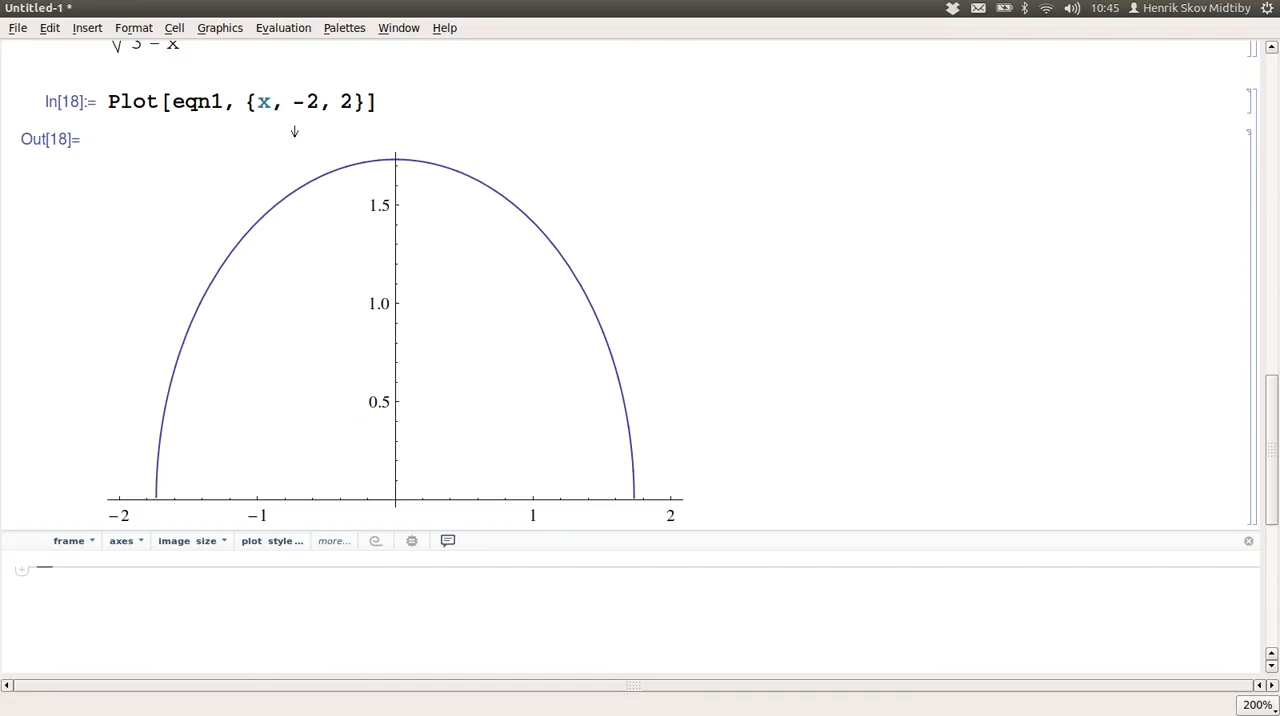 Untitled-1 *
10:45 Henrik Skov Midtiby
File Edit Insert Format Cell Graphics Evaluation Palettes Window Help
√ 3 − x
In[18]:= Plot[eqn1, {x, -2, 2}]
Out[18]=
1.5
1.0
0.5
−2 −1 1 2
frame axes image size plot style... more...
200%